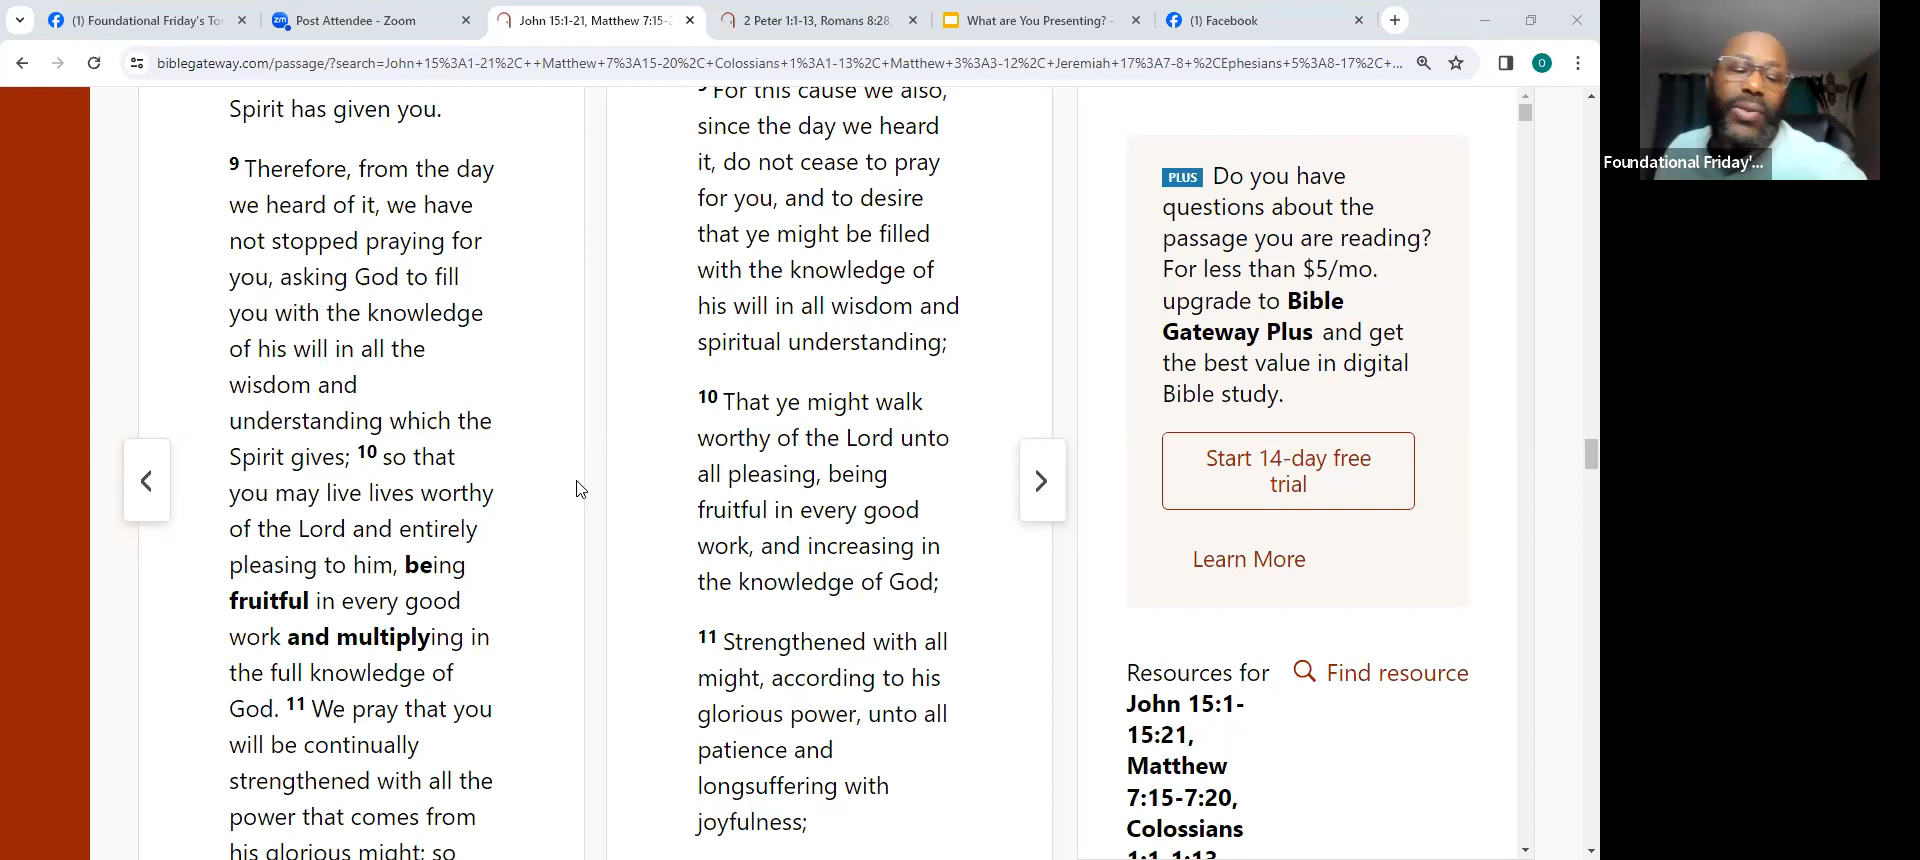 (1) Foundational Friday's To
Post Attendee - Zoom
John 15:1-21, Matthew 7:15-2
2 Peter 1:1-13, Romans 8:28,
What are You Presenting? -
(1) Facebook
biblegateway.com/passage/?search=John+15%3A1-21%2C++Matthew+7%3A15-20%2C+Colossians+1%3A1-13%2C+Matthew+3%3A3-12%2C+Jeremiah+17%3A7-8+%2CEphesians+5%3A8-17%2C+...
O
Spirit has given you.
9 Therefore, from the day
we heard of it, we have
not stopped praying for
you, asking God to fill
you with the knowledge
of his will in all the
wisdom and
understanding which the
Spirit gives; 10 so that
you may live lives worthy
of the Lord and entirely
pleasing to him, being
fruitful in every good
work and multiplying in
the full knowledge of
God. 11 We pray that you
will be continually
strengthened with all the
power that comes from
his glorious might; so
9 For this cause we also,
since the day we heard
it, do not cease to pray
for you, and to desire
that ye might be filled
with the knowledge of
his will in all wisdom and
spiritual understanding;
10 That ye might walk
worthy of the Lord unto
all pleasing, being
fruitful in every good
work, and increasing in
the knowledge of God;
11 Strengthened with all
might, according to his
glorious power, unto all
patience and
longsuffering with
joyfulness;
PLUS Do you have
questions about the
passage you are reading?
For less than $5/mo.
upgrade to Bible
Gateway Plus and get
the best value in digital
Bible study.
Start 14-day free
trial
Learn More
Resources for
Find resource
John 15:1-
15:21,
Matthew
7:15-7:20,
Colossians
1:1-1:13
Foundational Friday'...